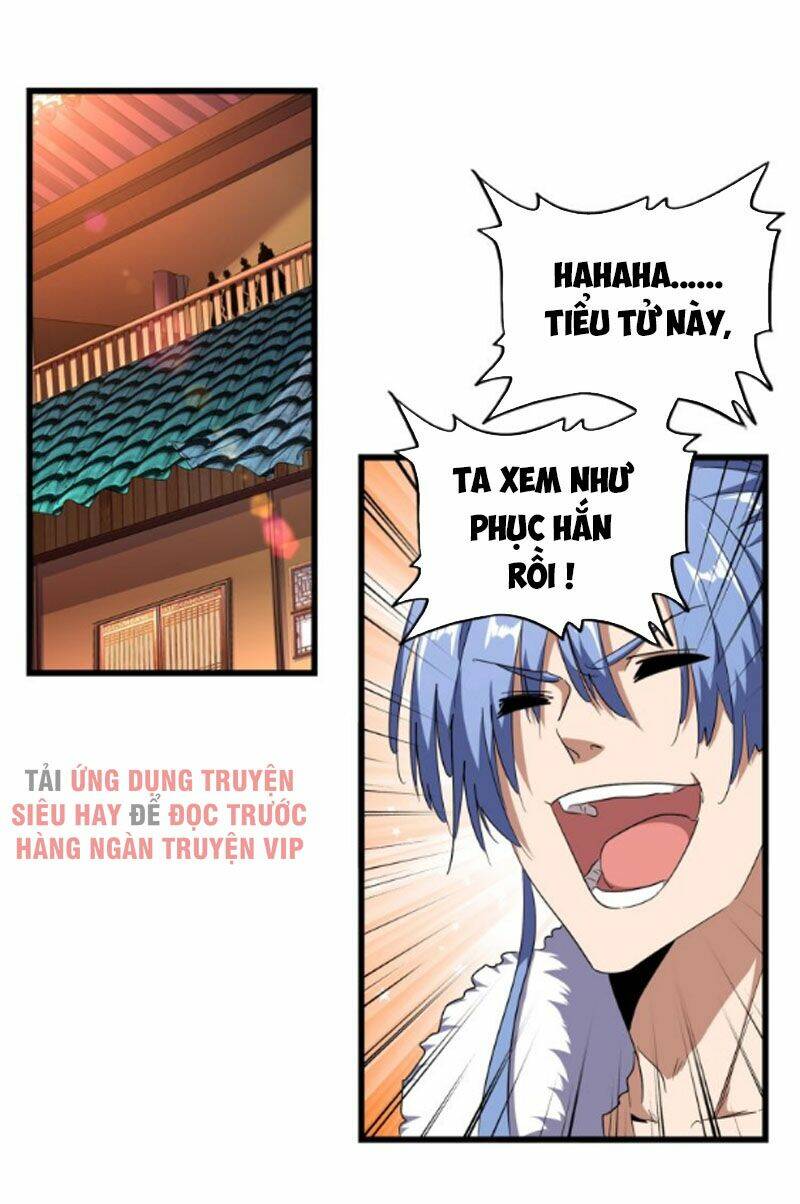 HAHAHA......
TIỂU TỬ NÀY,
TA XEM NHƯ
PHỤC HẮN
RỒI !
TẢI ỨNG DỤNG TRUYỆN
SIÊU HAY ĐỂ ĐỌC TRƯỚC
HÀNG NGÀN TRUYỆN VIP